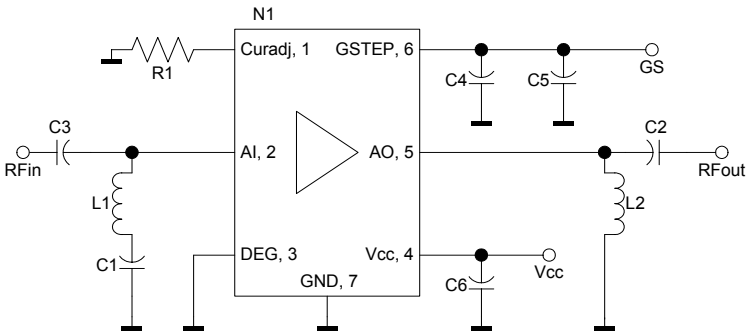 N1
Curadj, 1
GSTEP, 6
R1
C4
C5
GS
C3
C2
RFin
AI, 2
AO, 5
RFout
L1
L2
C1
DEG, 3
Vcc, 4
Vcc
C6
GND, 7